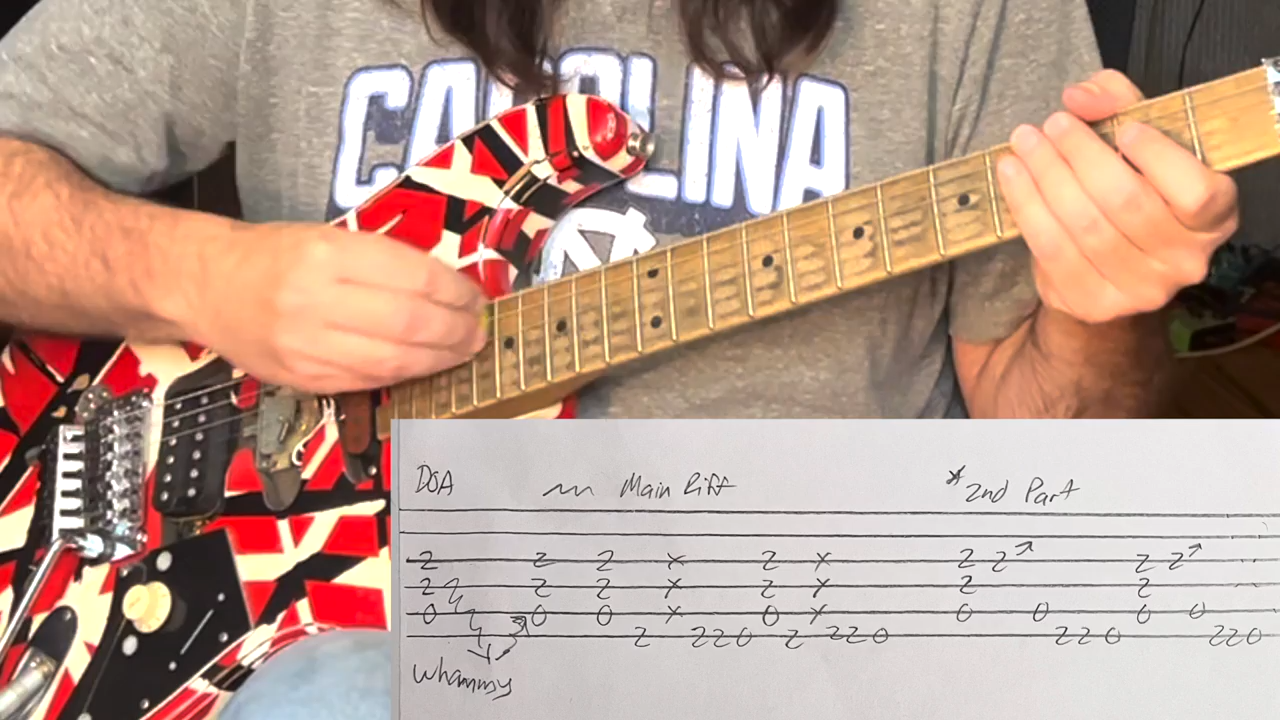 CAROLINA
DOA Main Riff *2nd Part
2 2 2 x 2 x 2 2↗ 2 2↗
2 2 2 x 2 x 2 2
0 0 0 x 0 x 0 0 0 0
2 2 2 0 2 2 2 0 2 2 0 2 2 0
Whammy